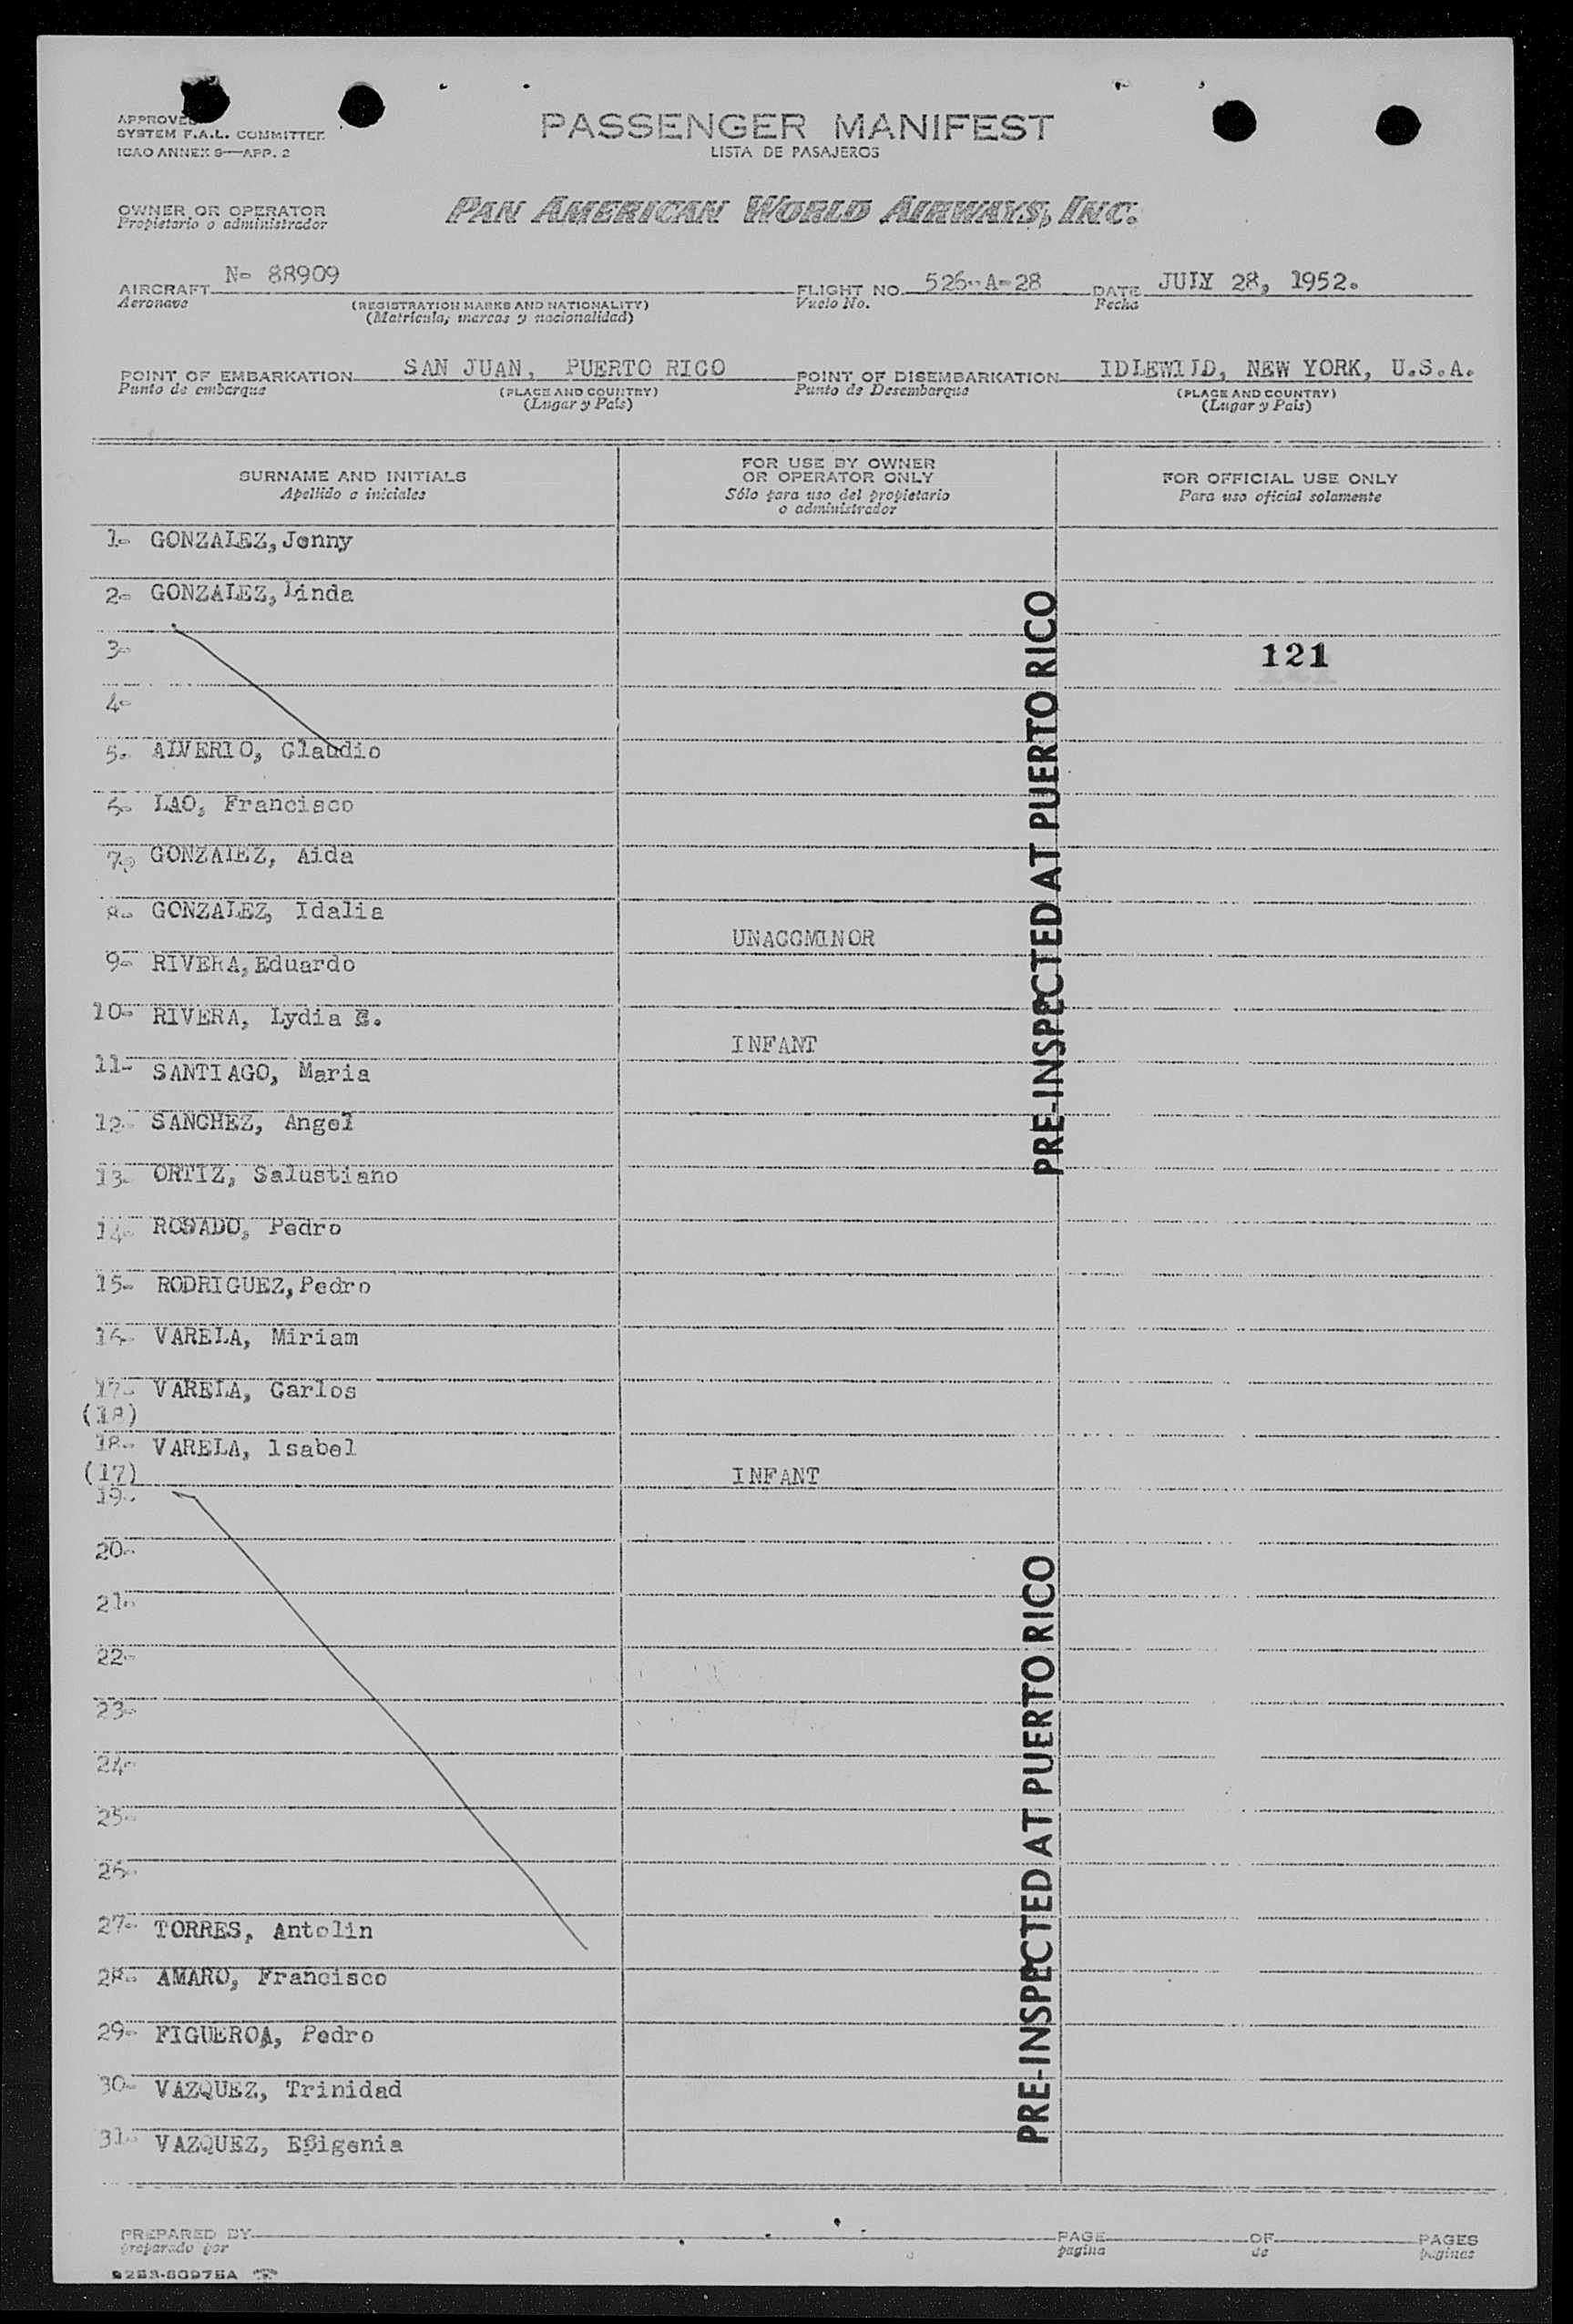 APPROVED
SYSTEM F.A.L. COMMITTEE
ICAO ANNEX 9—APP. 2
PASSENGER MANIFEST
LISTA DE PASAJEROS
OWNER OR OPERATOR
Propietario o administrador
PAN AMERICAN WORLD AIRWAYS, INC.
AIRCRAFT N- 88909
Aeronave
(REGISTRATION MARKS AND NATIONALITY)
(Matrícula, marcas y nacionalidad)
FLIGHT NO. 526-A-28
Vuelo No.
DATE JULY 28, 1952.
Fecha
POINT OF EMBARKATION SAN JUAN, PUERTO RICO
Punto de embarque
(PLACE AND COUNTRY)
(Lugar y País)
POINT OF DISEMBARKATION IDLEWILD, NEW YORK, U.S.A.
Punto de Desembarque
(PLACE AND COUNTRY)
(Lugar y País)
SURNAME AND INITIALS
Apellido e iniciales
FOR USE BY OWNER
OR OPERATOR ONLY
Sólo para uso del propietario
o administrador
FOR OFFICIAL USE ONLY
Para uso oficial solamente
1- GONZALEZ, Jenny
2- GONZALEZ, Linda
3-
121
4-
5- ALVERIO, Claudio
6- LAO, Francisco
7- GONZALEZ, Aida
8- GONZALEZ, Idalia
UNACCMINOR
9- RIVERA, Eduardo
10- RIVERA, Lydia E.
INFANT
11- SANTIAGO, Maria
12- SANCHEZ, Angel
13- ORTIZ, Salustiano
14- ROSADO, Pedro
15- RODRIGUEZ, Pedro
16- VARELA, Miriam
17- VARELA, Carlos
(18)
18- VARELA, Isabel
(17)
INFANT
19-
20-
21-
22-
23-
24-
25-
26-
27- TORRES, Antolin
28- AMARO, Francisco
29- FIGUEROA, Pedro
30- VAZQUEZ, Trinidad
31- VAZQUEZ, Efigenia
PRE-INSPECTED AT PUERTO RICO
PRE-INSPECTED AT PUERTO RICO
PREPARED BY
preparado por
PAGE
pagina
OF
de
PAGES
paginas